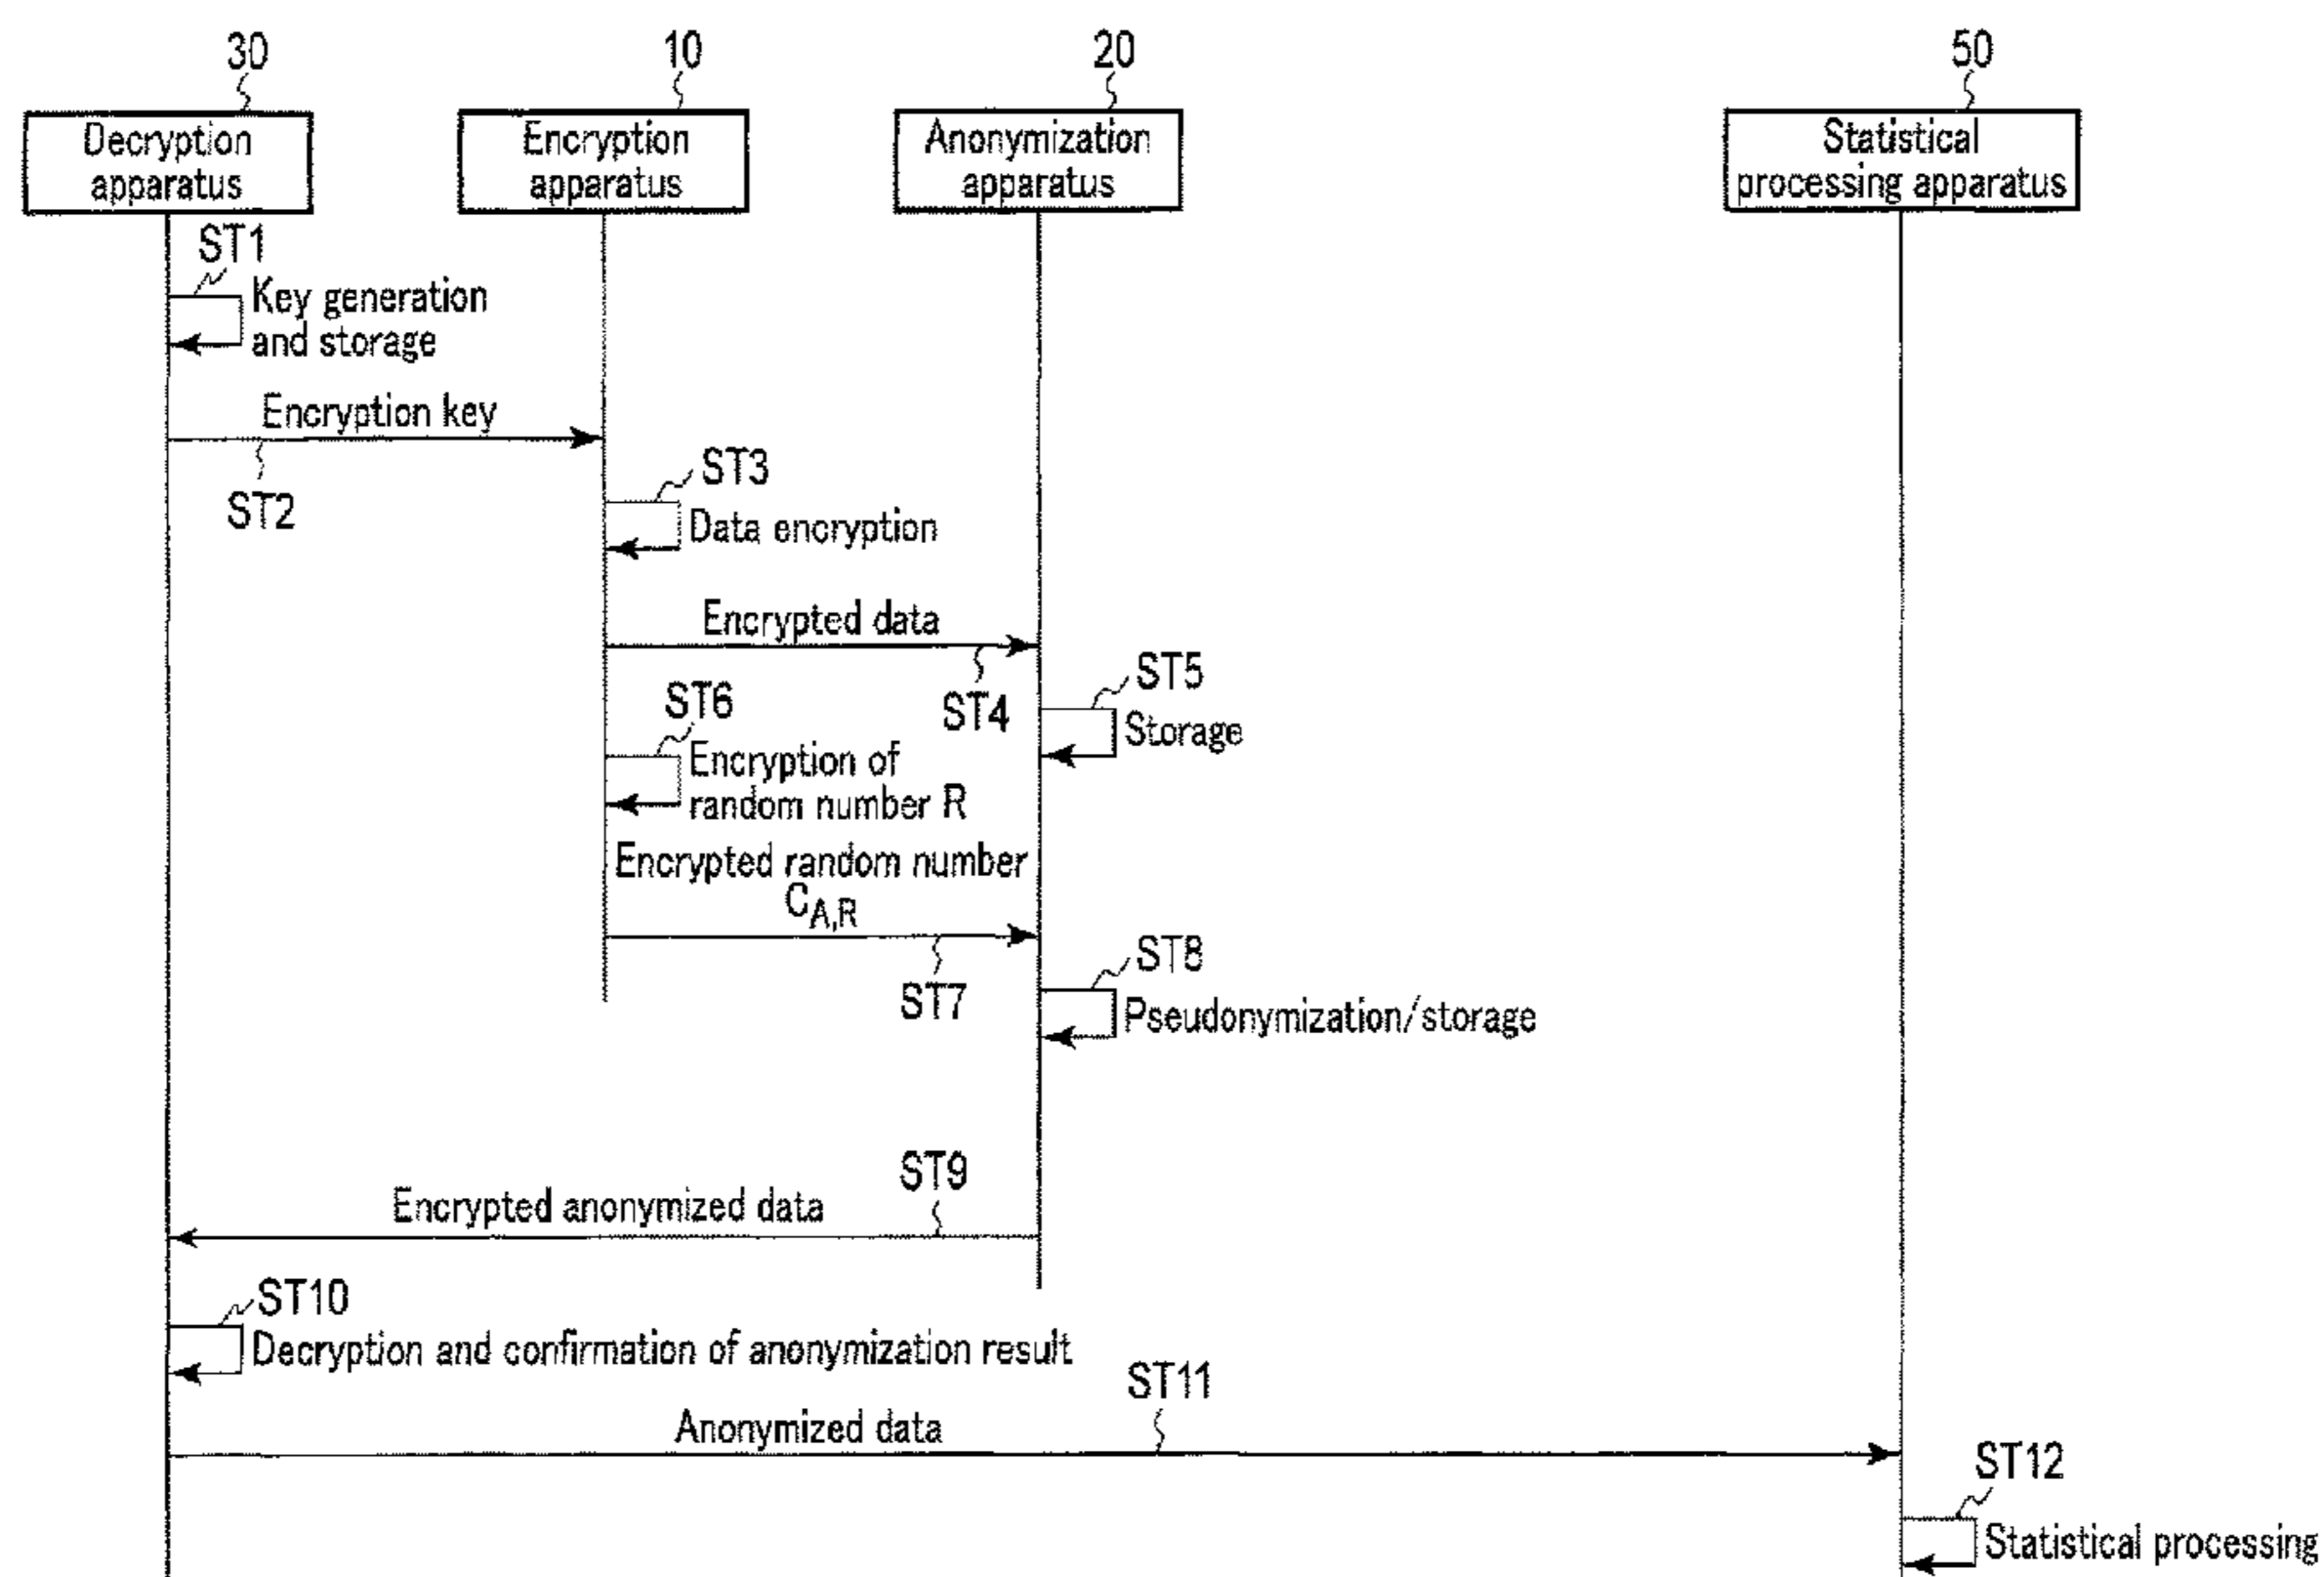 30
10
20
50
Decryption
apparatus
Encryption
apparatus
Anonymization
apparatus
Statistical
processing apparatus
ST1
Key generation
and storage
Encryption key
ST2
ST3
Data encryption
Encrypted data
ST4
ST5
Storage
ST6
Encryption of
random number R
Encrypted random number
C_A,R
ST7
ST8
Pseudonymization/storage
ST9
Encrypted anonymized data
ST10
Decryption and confirmation of anonymization result
ST11
Anonymized data
ST12
Statistical processing